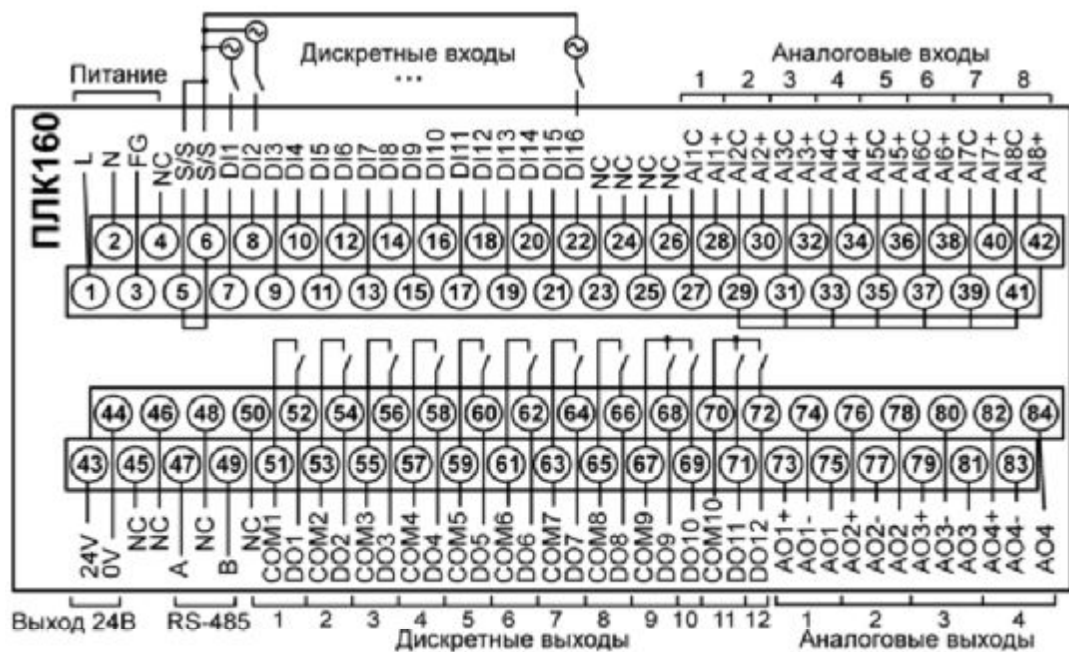 Дискретные входы
Аналоговые входы
Питание
...
1 2 3 4 5 6 7 8
ПЛК160
L N FG NC S/S S/S DI1 DI2 DI3 DI4 DI5 DI6 DI7 DI8 DI9 DI10 DI11 DI12 DI13 DI14 DI15 DI16 NC NC NC NC AI1C AI1+ AI2C AI2+ AI3C AI3+ AI4C AI4+ AI5C AI5+ AI6C AI6+ AI7C AI7+ AI8C AI8+
2 4 6 8 10 12 14 16 18 20 22 24 26 28 30 32 34 36 38 40 42
1 3 5 7 9 11 13 15 17 19 21 23 25 27 29 31 33 35 37 39 41
44 46 48 50 52 54 56 58 60 62 64 66 68 70 72 74 76 78 80 82 84
43 45 47 49 51 53 55 57 59 61 63 65 67 69 71 73 75 77 79 81 83
24V 0V NC NC A NC B NC COM1 DO1 COM2 DO2 COM3 DO3 COM4 DO4 COM5 DO5 COM6 DO6 COM7 DO7 COM8 DO8 COM9 DO9 DO10 COM10 DO11 DO12 AO1+ AO1- AO1 AO2+ AO2- AO2 AO3+ AO3- AO3 AO4+ AO4- AO4
Выход 24В RS-485 1 2 3 4 5 6 7 8 9 10 11 12 1 2 3 4
Дискретные выходы
Аналоговые выходы